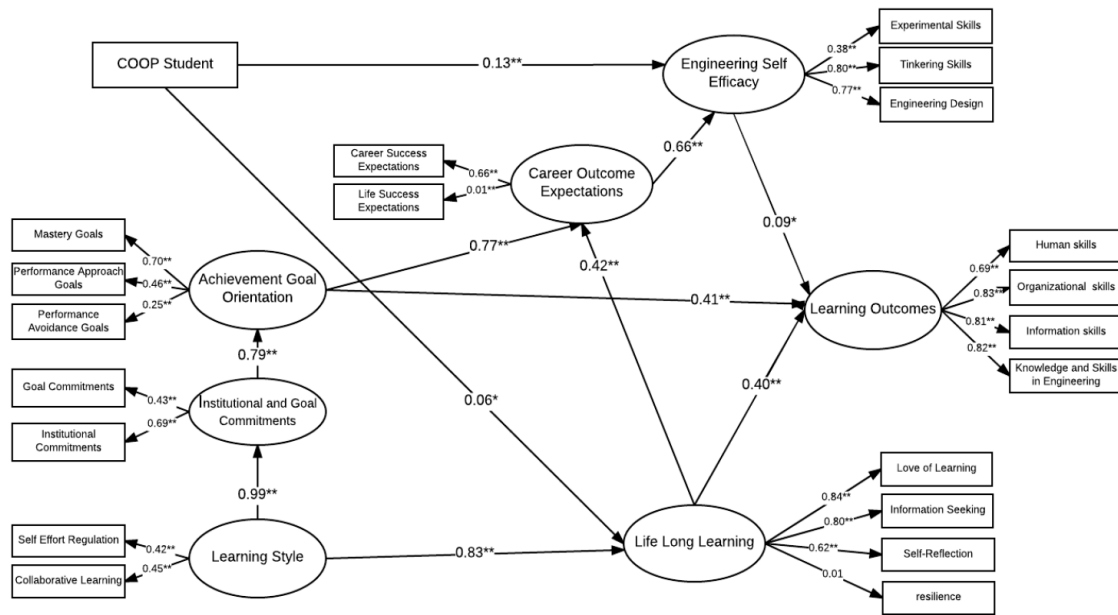 Experimental Skills
COOP Student
0.13**
Engineering Self
Efficacy
0.38**
0.80**
0.77**
Tinkering Skills
Engineering Design
Career Success
Expectations
0.66**
Life Success
Expectations
0.01**
Career Outcome
Expectations
0.66**
Mastery Goals
0.70**
Performance Approach
Goals
0.46**
Performance
Avoidance Goals
0.25**
Achievement Goal
Orientation
0.77**
0.42**
0.09*
0.41**
Learning Outcomes
Human skills
0.69**
Organizational skills
0.83**
Information skills
0.81**
0.82**
Knowledge and Skills
in Engineering
0.79**
Goal Commitments
0.43**
Institutional
Commitments
0.69**
Institutional and Goal
Commitments
0.06*
0.40**
0.99**
Self Effort Regulation
0.42**
Collaborative Learning
0.45**
Learning Style
0.83**
Life Long Learning
Love of Learning
0.84**
Information Seeking
0.80**
Self-Reflection
0.62**
0.01
resilience